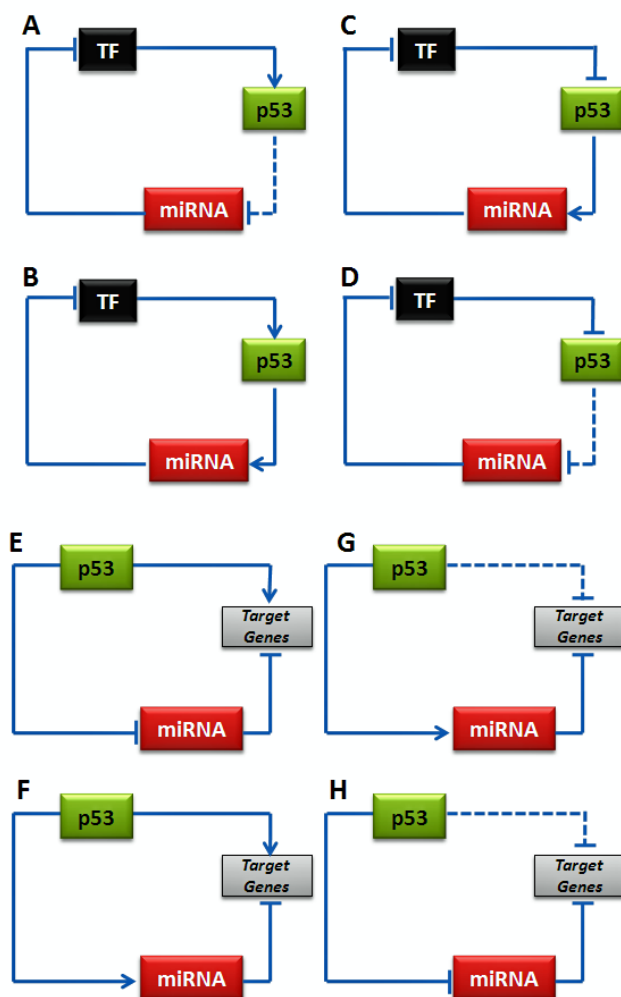 A
TF
p53
miRNA
C
TF
p53
miRNA
B
TF
p53
miRNA
D
TF
p53
miRNA
E
p53
Target
Genes
miRNA
G
p53
Target
Genes
miRNA
F
p53
Target
Genes
miRNA
H
p53
Target
Genes
miRNA